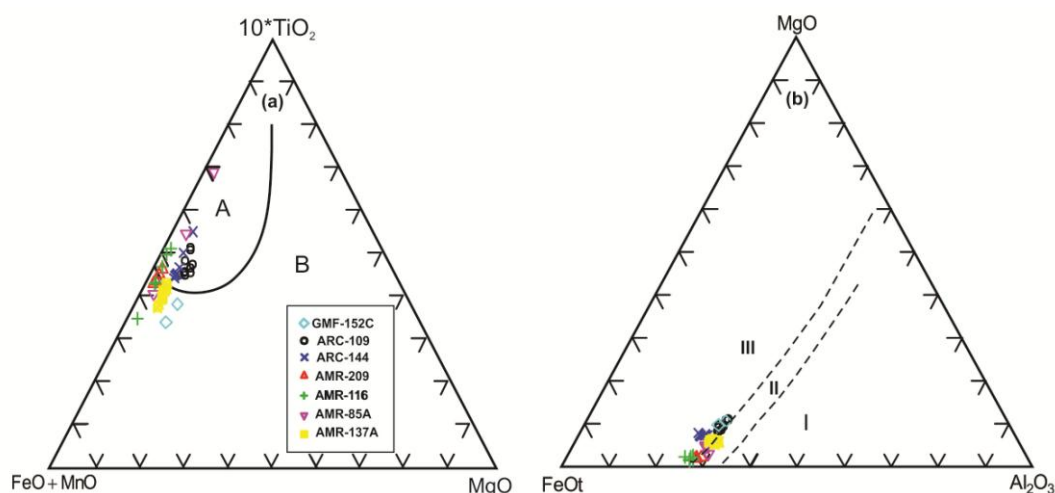 10*TiO₂
(a)
A
B
GMF-152C
ARC-109
ARC-144
AMR-209
AMR-116
AMR-85A
AMR-137A
FeO+MnO
MgO
MgO
(b)
III
II
I
FeOt
Al₂O₃